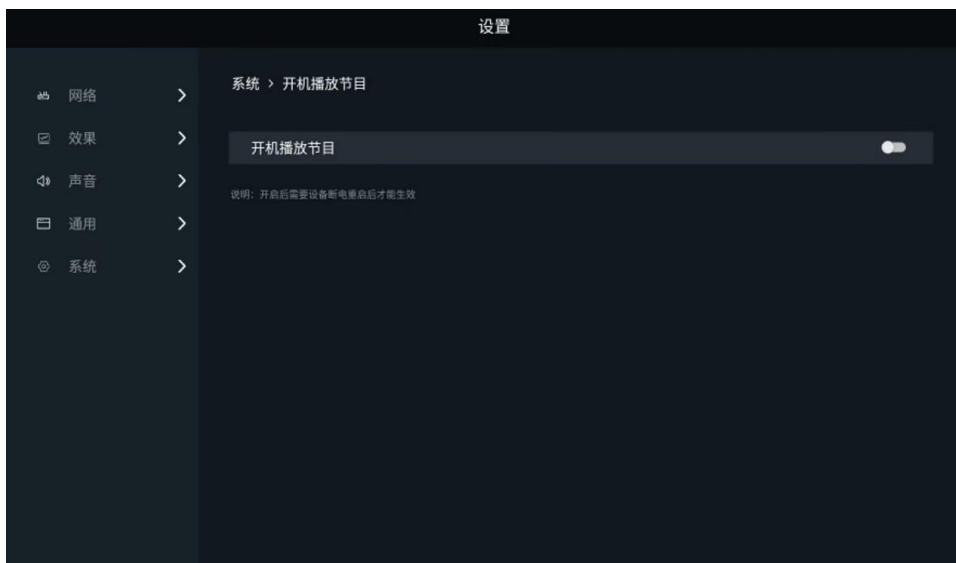 设置
网络
效果
声音
通用
系统
系统 > 开机播放节目
开机播放节目
说明：开启后需要设备断电重启后才能生效